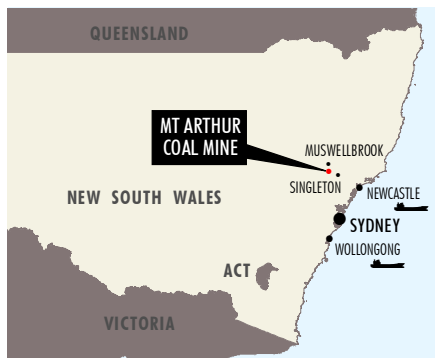 QUEENSLAND
MT ARTHUR
COAL MINE
MUSWELLBROOK
SINGLETON
NEWCASTLE
NEW SOUTH WALES
SYDNEY
WOLLONGONG
ACT
VICTORIA